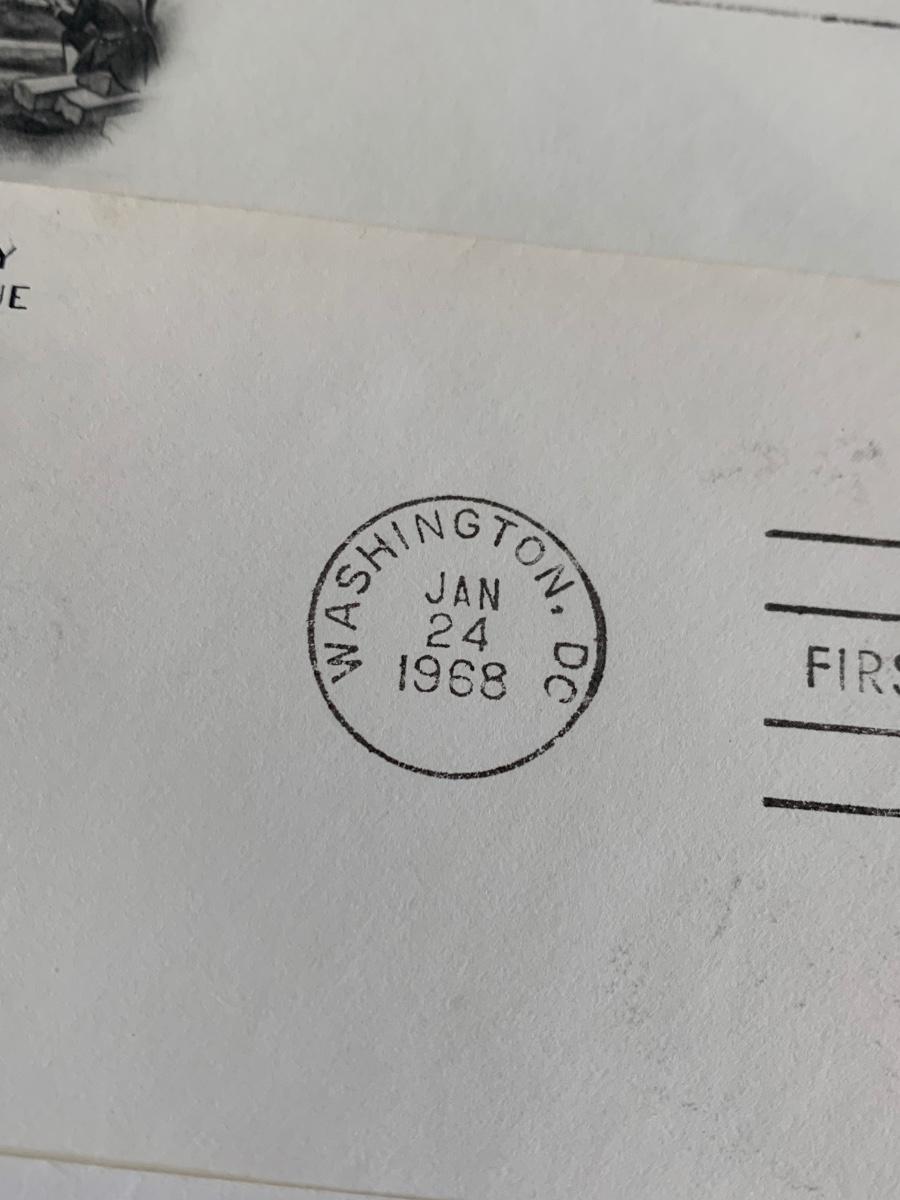 Y
UE
WASHINGTON, DC
JAN
24
1968
FIRS